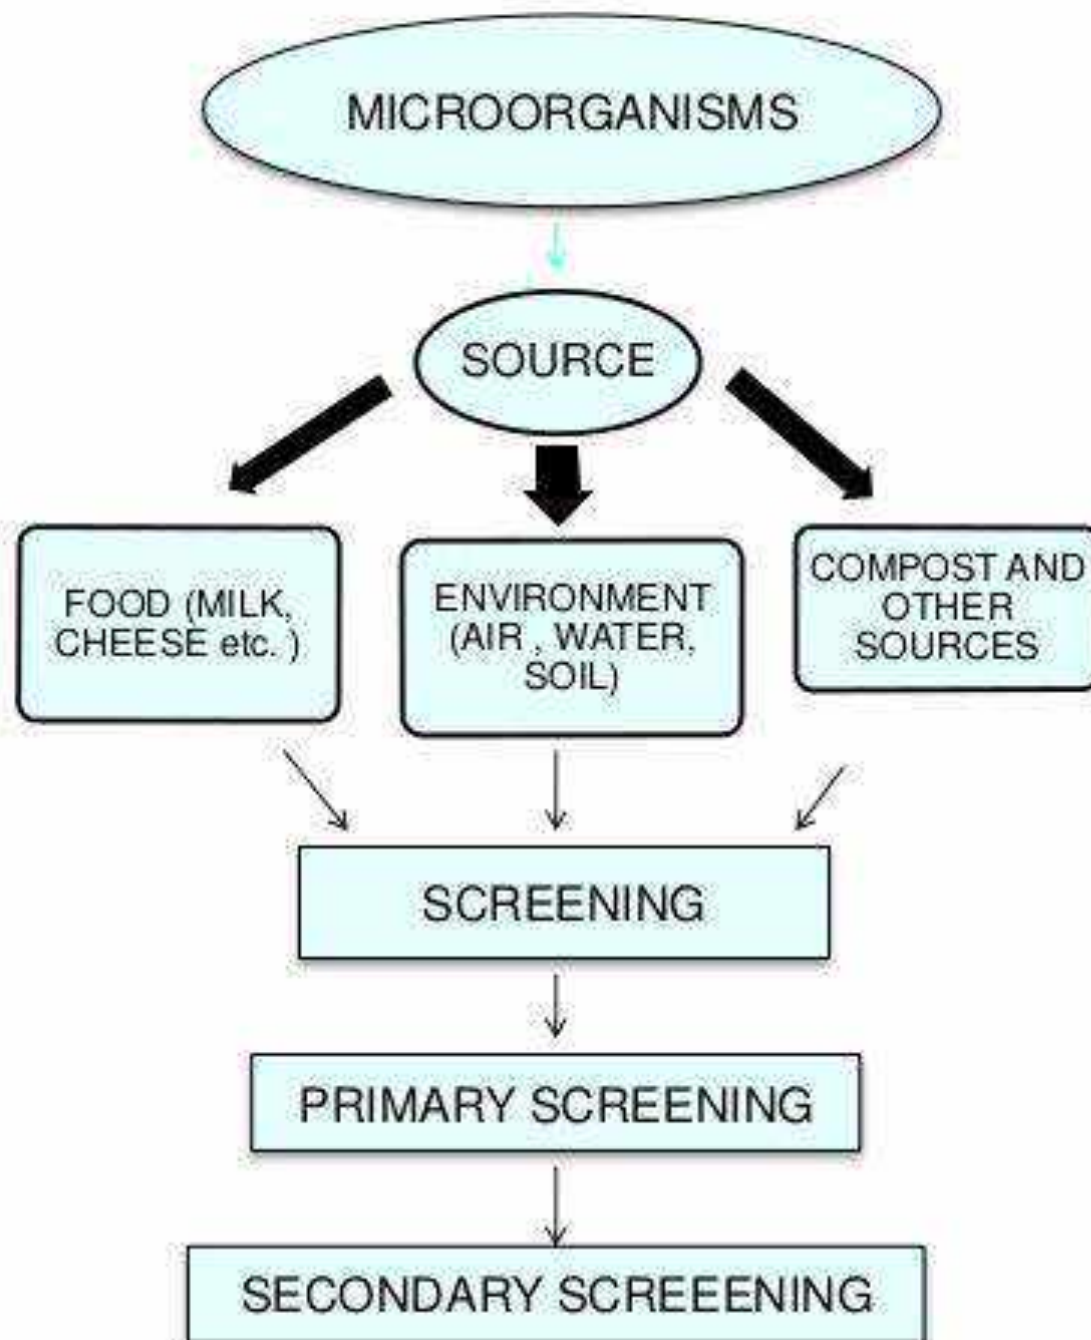 MICROORGANISMS
SOURCE
FOOD (MILK,
CHEESE etc. )
ENVIRONMENT
(AIR , WATER,
SOIL)
COMPOST AND
OTHER
SOURCES
SCREENING
PRIMARY SCREENING
SECONDARY SCREEENING